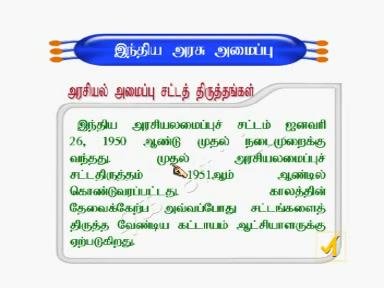 இந்திய அரசு அமைப்பு
அரசியல் அமைப்பு சட்டத் திருத்தங்கள்
இந்திய அரசியலமைப்புச் சட்டம் ஜனவரி
26, 1950 ஆண்டு முதல் நடைமுறைக்கு
வந்தது. முதல் அரசியலமைப்புச்
சட்டதிருத்தம் 1951ஆம் ஆண்டில்
கொண்டுவரப்பட்டது. காலத்தின்
தேவைக்கேற்ப அவ்வப்போது சட்டங்களைத்
திருத்த வேண்டிய கட்டாயம் ஆட்சியாளருக்கு
ஏற்படுகிறது.